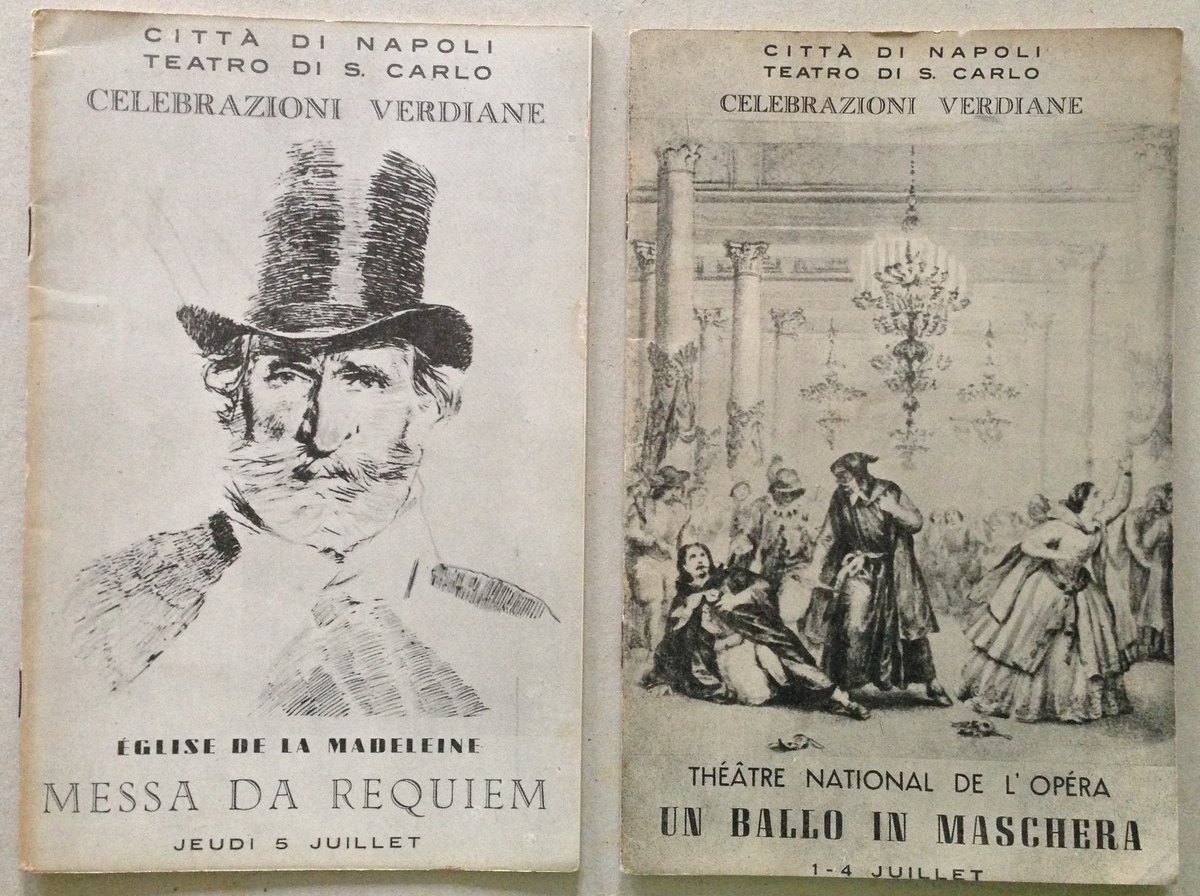 CITTÀ DI NAPOLI
TEATRO DI S. CARLO
CELEBRAZIONI VERDIANE
ÉGLISE DE LA MADELEINE
MESSA DA REQUIEM
JEUDI 5 JUILLET
CITTÀ DI NAPOLI
TEATRO DI S. CARLO
CELEBRAZIONI VERDIANE
THÉÂTRE NATIONAL DE L'OPÉRA
UN BALLO IN MASCHERA
1-4 JUILLET